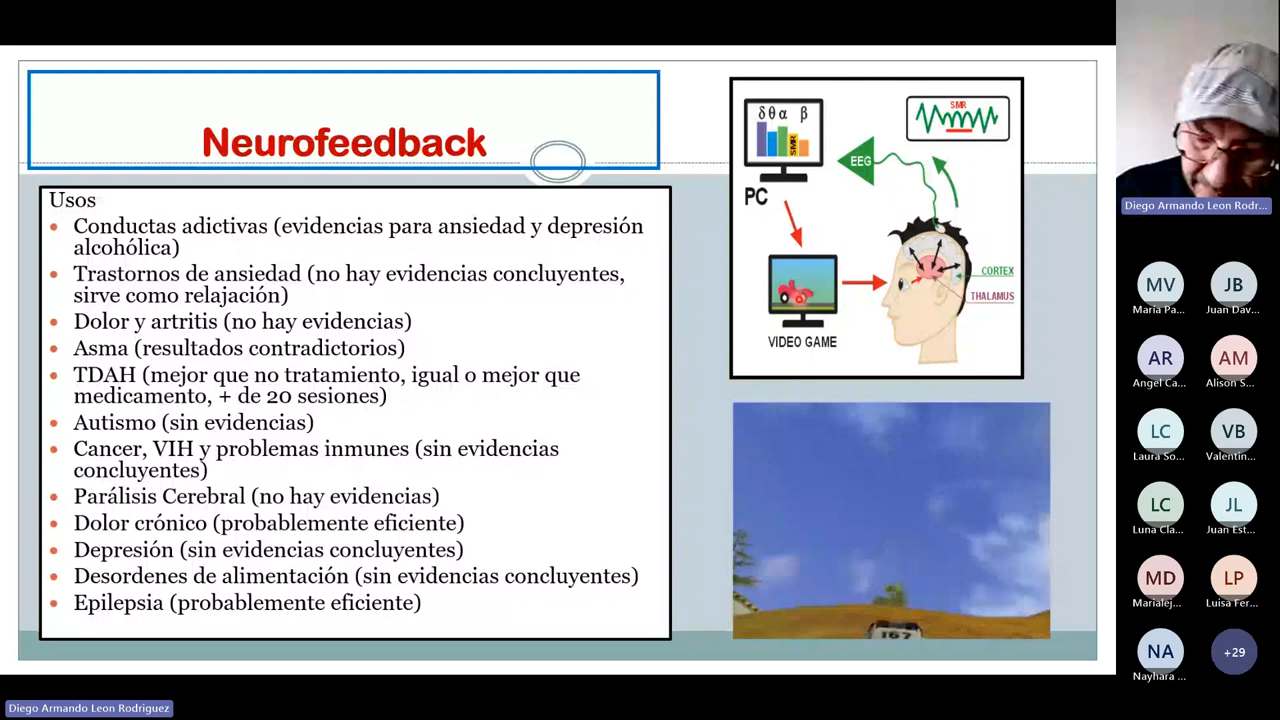 Neurofeedback
Usos
Conductas adictivas (evidencias para ansiedad y depresión
alcohólica)
Trastornos de ansiedad (no hay evidencias concluyentes,
sirve como relajación)
Dolor y artritis (no hay evidencias)
Asma (resultados contradictorios)
TDAH (mejor que no tratamiento, igual o mejor que
medicamento, + de 20 sesiones)
Autismo (sin evidencias)
Cancer, VIH y problemas inmunes (sin evidencias
concluyentes)
Parálisis Cerebral (no hay evidencias)
Dolor crónico (probablemente eficiente)
Depresión (sin evidencias concluyentes)
Desordenes de alimentación (sin evidencias concluyentes)
Epilepsia (probablemente eficiente)
δ θ α β
SMR
PC
EEG
SMR
CORTEX
THALAMUS
VIDEO GAME
167
Diego Armando Leon Rodr...
MV
JB
María Pa...
Juan Dav...
AR
AM
Angel Ca...
Alison S...
LC
VB
Laura So...
Valentin...
LC
JL
Luna Cla...
Juan Est...
MD
LP
Marialej...
Luisa Fer...
NA
+29
Nayhara ...
Diego Armando Leon Rodriguez